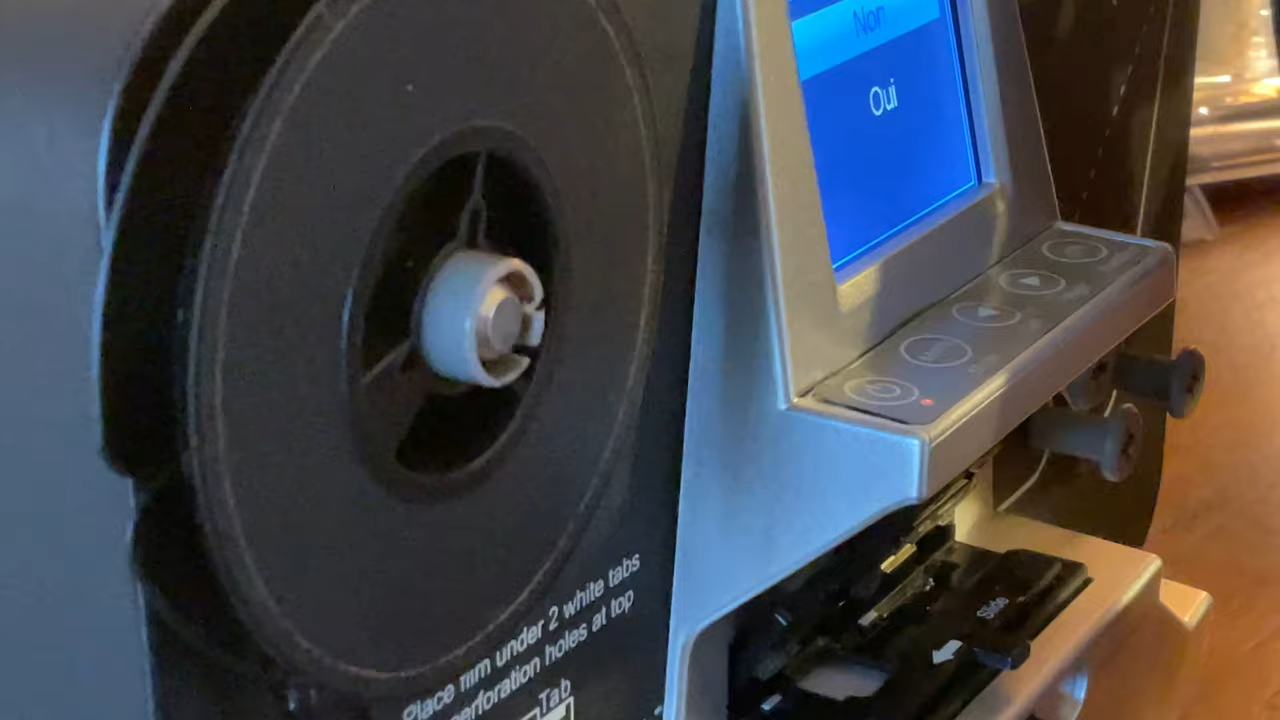 Non
Oui
Place film under 2 white tabs
perforation holes at top
Tab
Slide